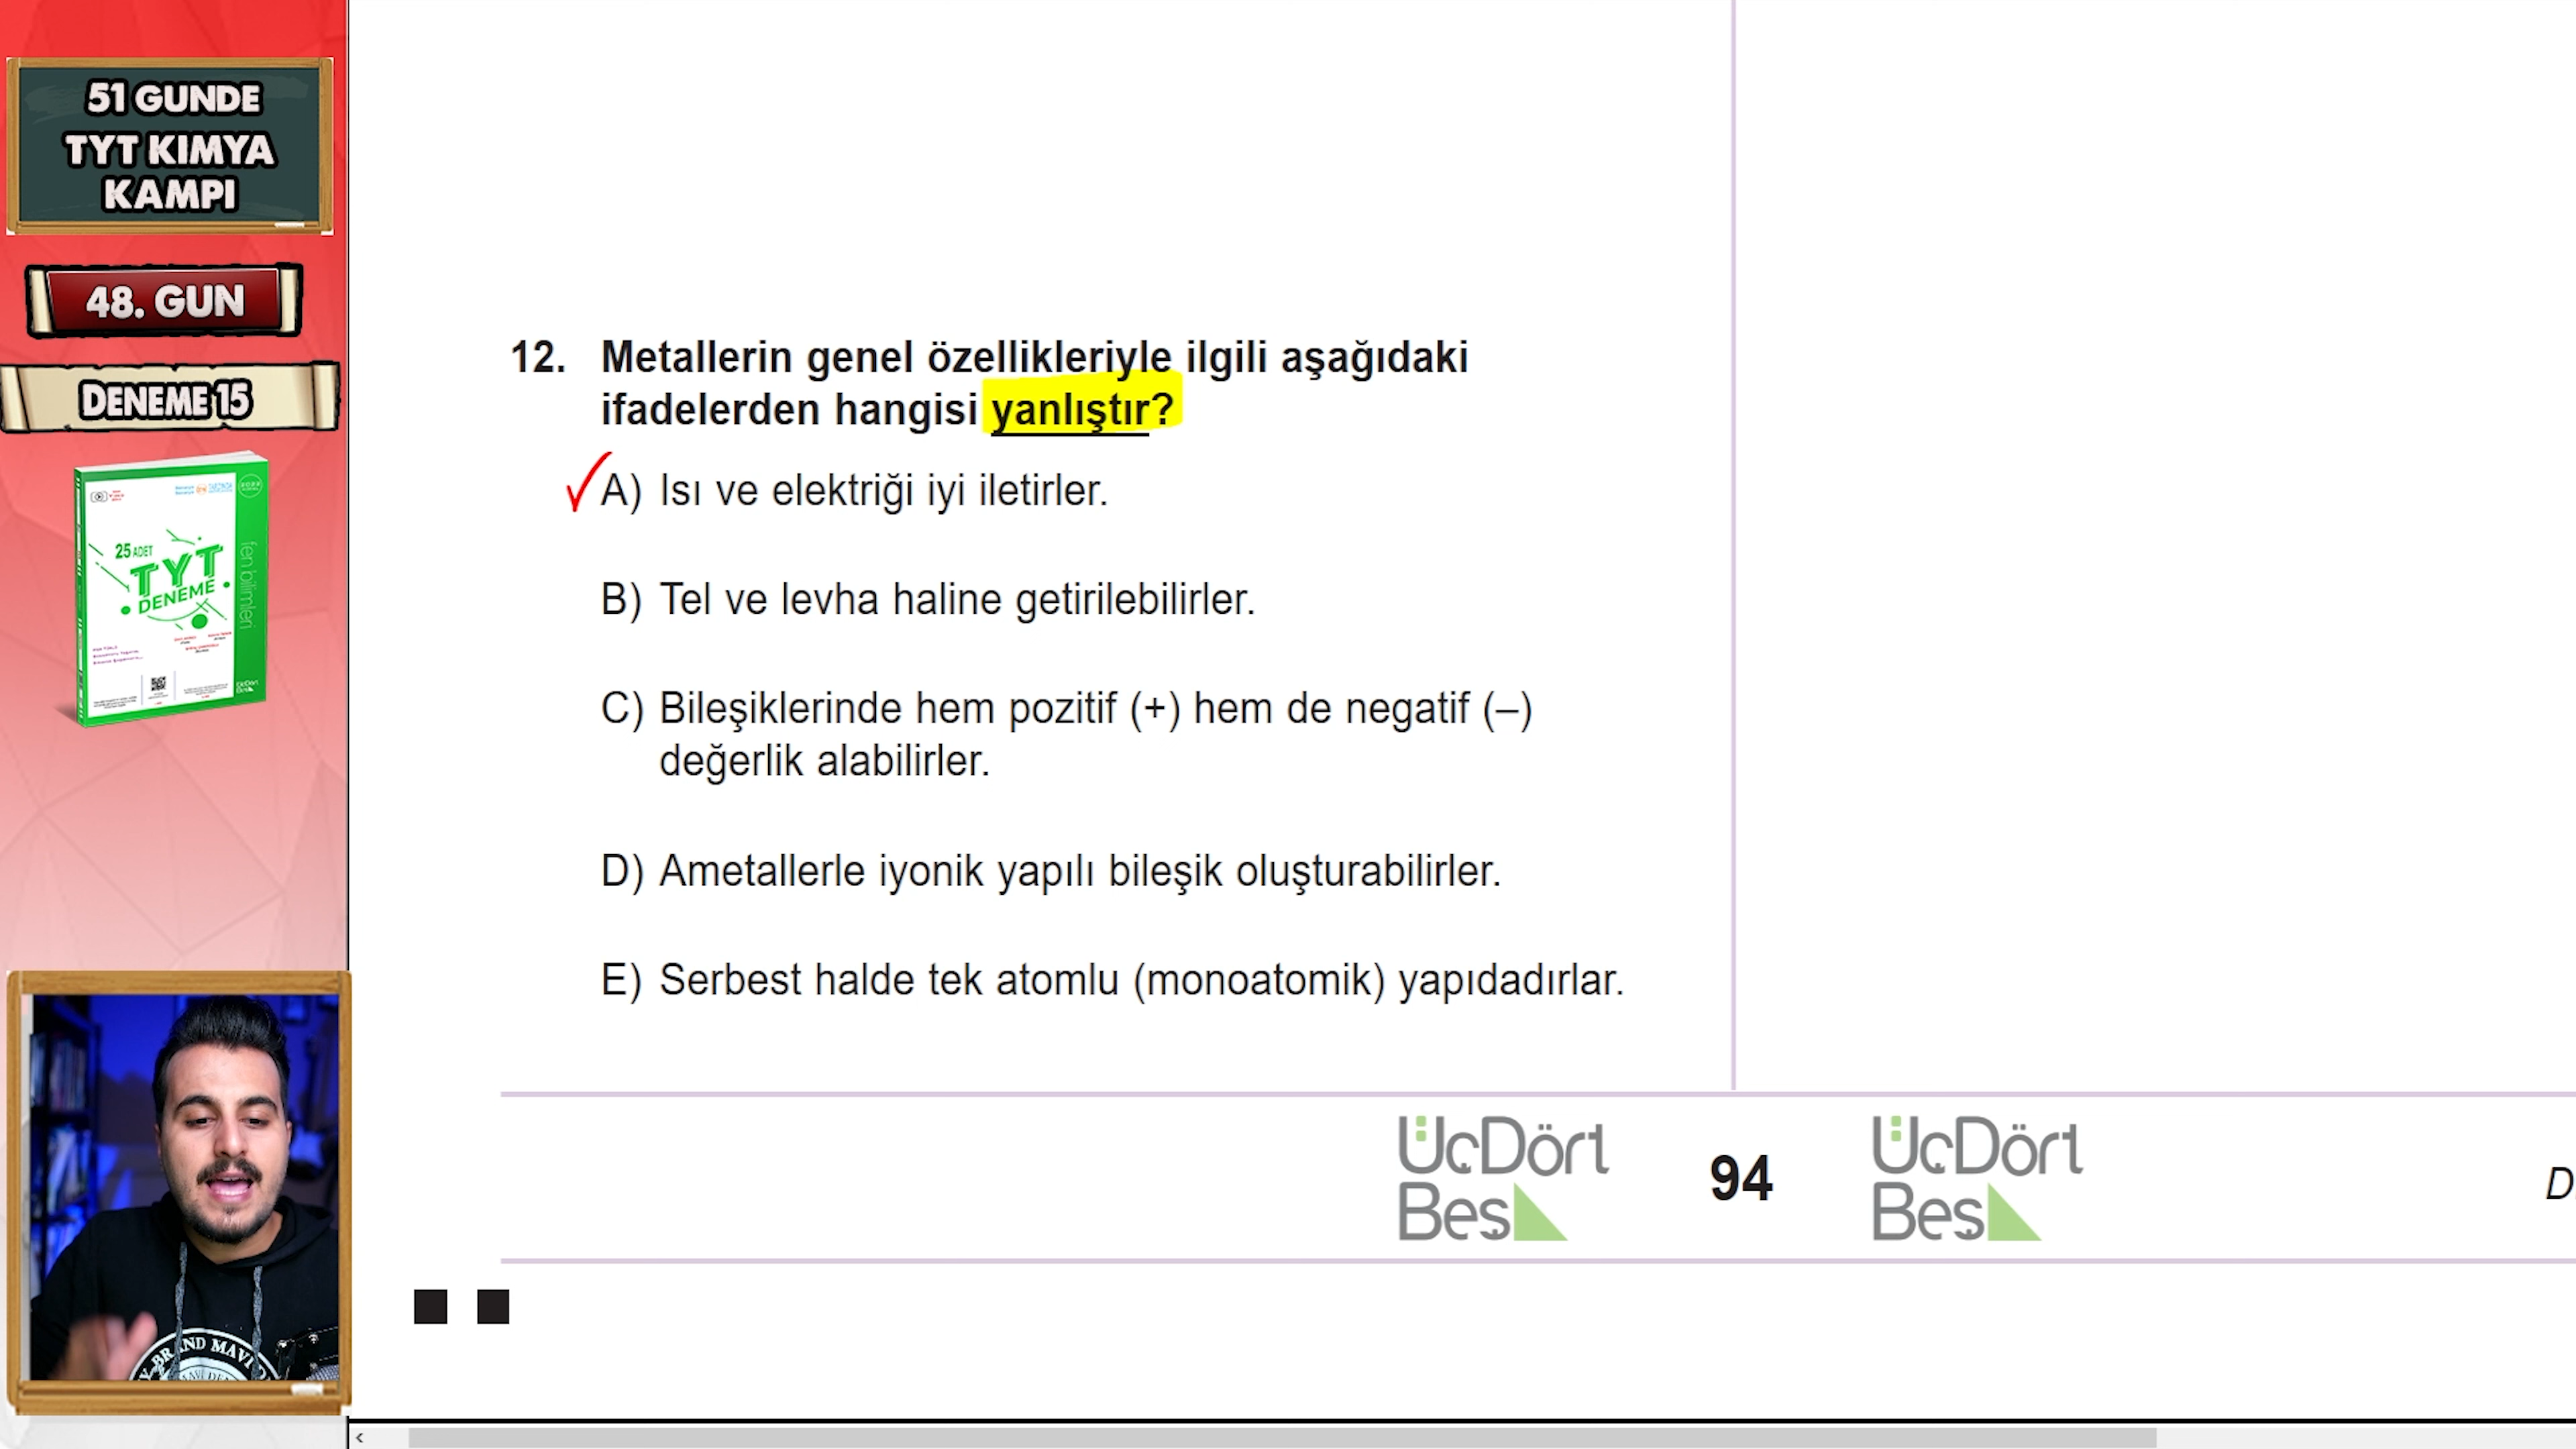 51 GUNDE
TYT KIMYA
KAMPI
48. GUN
DENEME 15
25 ADET
TYT
DENEME
fen bilimleri
12. Metallerin genel özellikleriyle ilgili aşağıdaki
ifadelerden hangisi yanlıştır?
A) Isı ve elektriği iyi iletirler.
B) Tel ve levha haline getirilebilirler.
C) Bileşiklerinde hem pozitif (+) hem de negatif (–)
değerlik alabilirler.
D) Ametallerle iyonik yapılı bileşik oluşturabilirler.
E) Serbest halde tek atomlu (monoatomik) yapıdadırlar.
ÜçDört
Beş
94
ÜçDört
Beş
D
BRAND MAVI